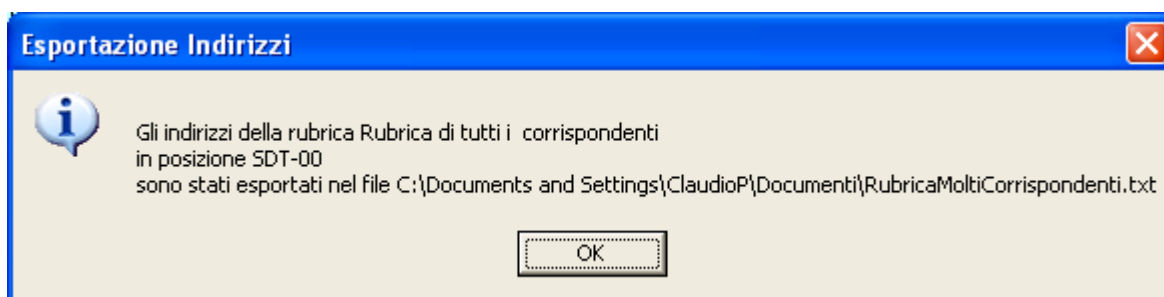 Esportazione Indirizzi
Gli indirizzi della rubrica Rubrica di tutti i  corrispondenti
in posizione SDT-00
sono stati esportati nel file C:\Documents and Settings\ClaudioP\Documenti\RubricaMoltiCorrispondenti.txt
OK